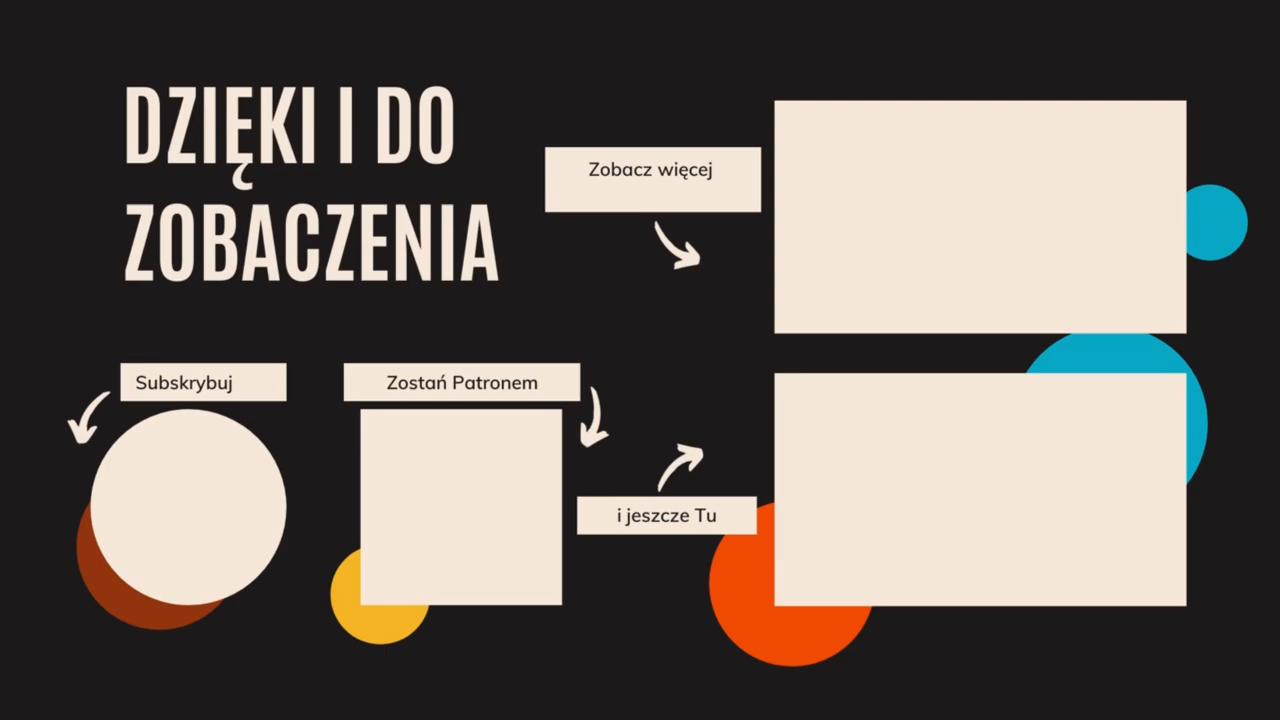 DZIĘKI I DO
ZOBACZENIA
Zobacz więcej
Subskrybuj
Zostań Patronem
i jeszcze Tu